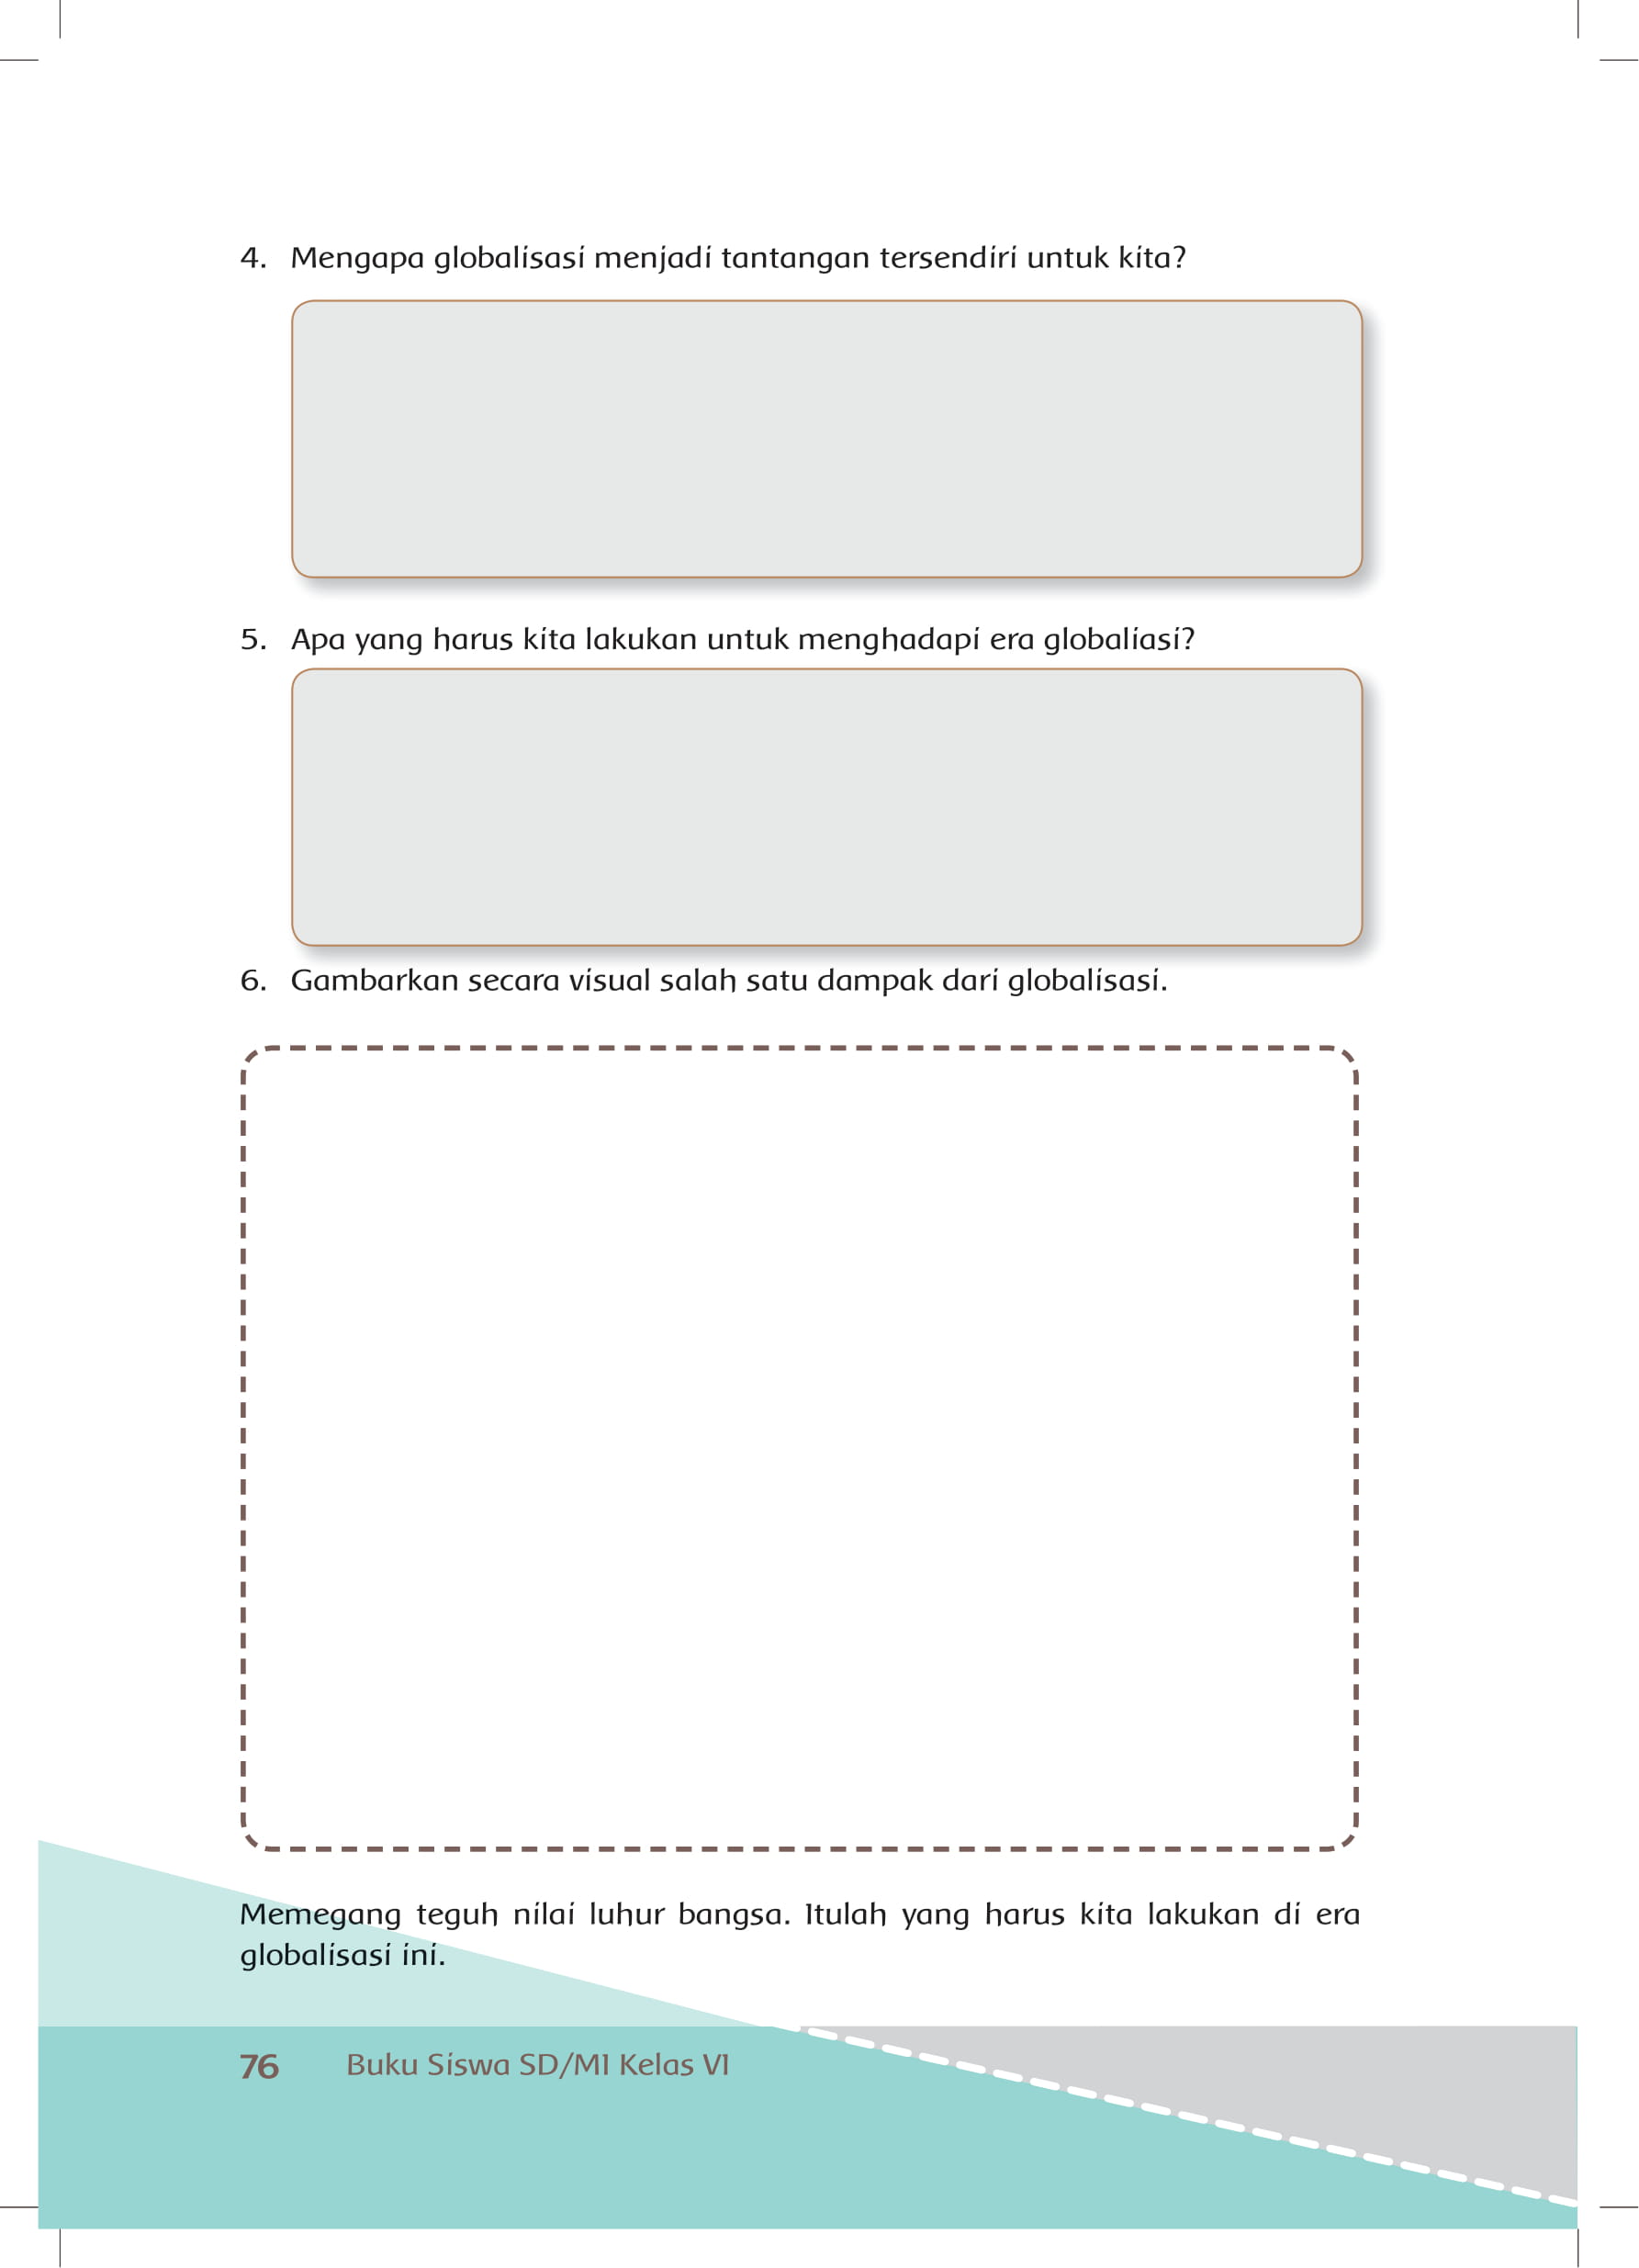 4. Mengapa globalisasi menjadi tantangan tersendiri untuk kita?
5. Apa yang harus kita lakukan untuk menghadapi era globaliasi?
6. Gambarkan secara visual salah satu dampak dari globalisasi.
Memegang teguh nilai luhur bangsa. Itulah yang harus kita lakukan di era
globalisasi ini.
76 Buku Siswa SD/MI Kelas VI